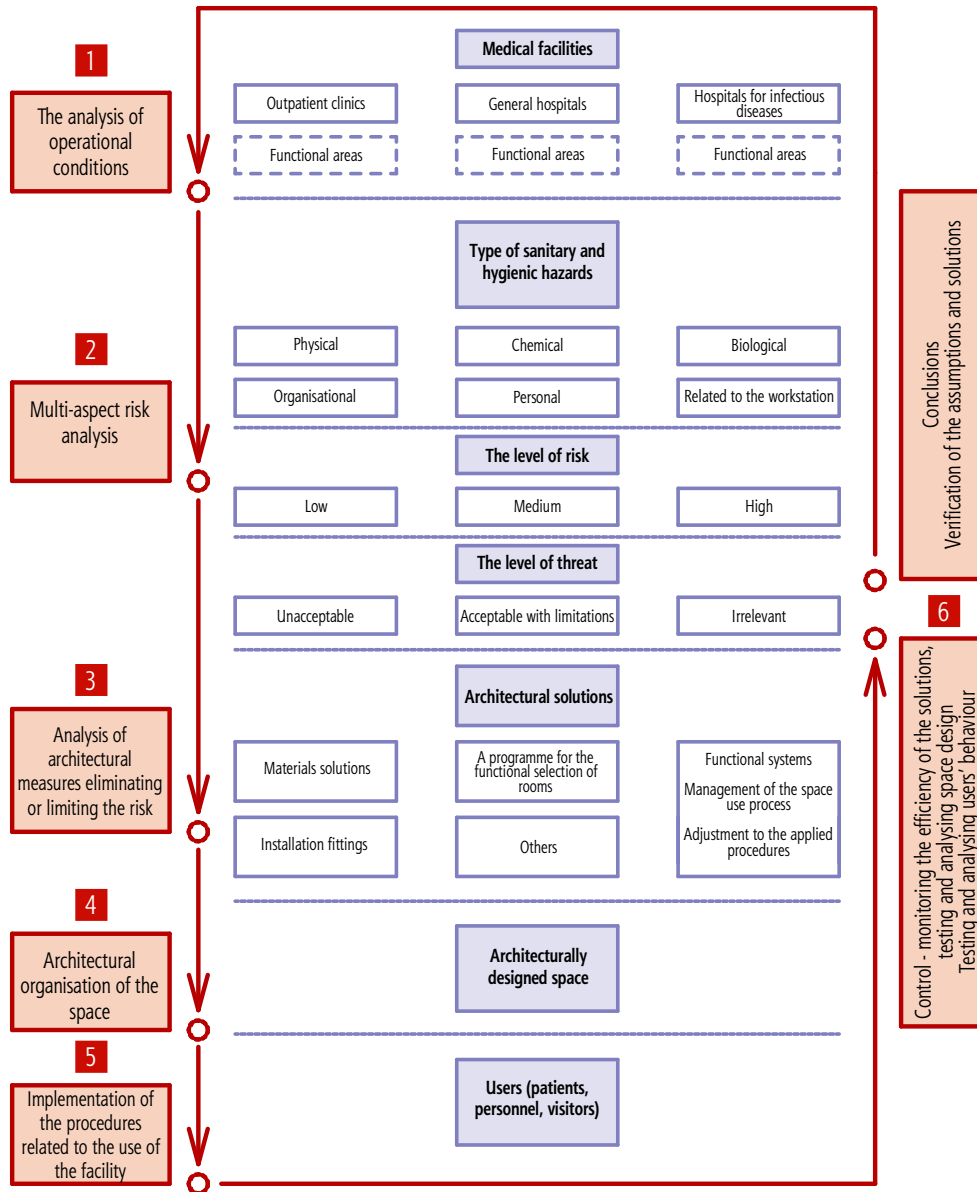 1
The analysis of
operational
conditions
Medical facilities
Outpatient clinics
General hospitals
Hospitals for infectious
diseases
Functional areas
Functional areas
Functional areas
Type of sanitary and
hygienic hazards
2
Multi-aspect risk
analysis
Physical
Chemical
Biological
Organisational
Personal
Related to the workstation
The level of risk
Low
Medium
High
The level of threat
Unacceptable
Acceptable with limitations
Irrelevant
3
Analysis of
architectural
measures eliminating
or limiting the risk
Architectural solutions
Materials solutions
A programme for the
functional selection of
rooms
Functional systems
Management of the space
use process
Adjustment to the applied
procedures
Installation fittings
Others
4
Architectural
organisation of the
space
Architecturally
designed space
5
Implementation of
the procedures
related to the use of
the facility
Users (patients,
personnel, visitors)
Conclusions
Verification of the assumptions and solutions
6
Control - monitoring the efficiency of the solutions,
testing and analysing space design
Testing and analysing users' behaviour